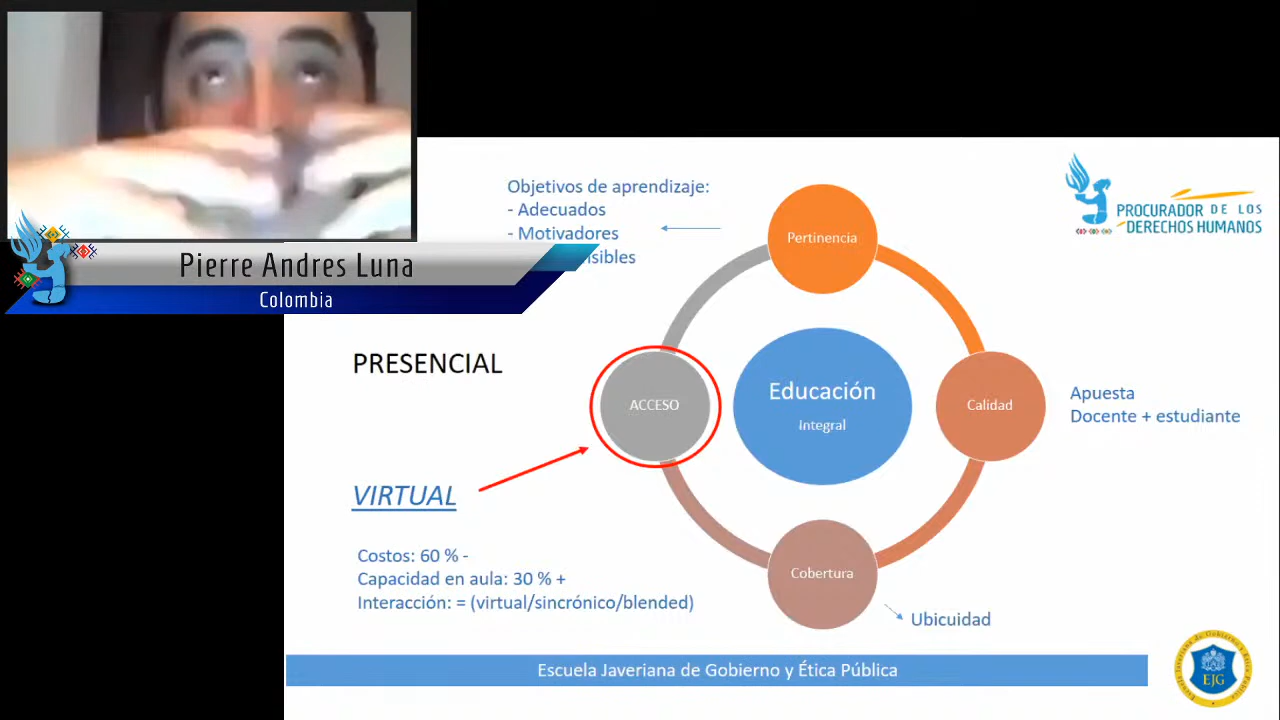 Pierre Andres Luna
Colombia
Objetivos de aprendizaje:
- Adecuados
- Motivadores
PROCURADOR DE LOS
DERECHOS HUMANOS
Pertinencia
PRESENCIAL
ACCESO
Educación
Integral
Calidad
Apuesta
Docente + estudiante
VIRTUAL
Costos: 60 % -
Capacidad en aula: 30 % +
Interacción: = (virtual/sincrónico/blended)
Cobertura
Ubicuidad
Escuela Javeriana de Gobierno y Ética Pública
EJG